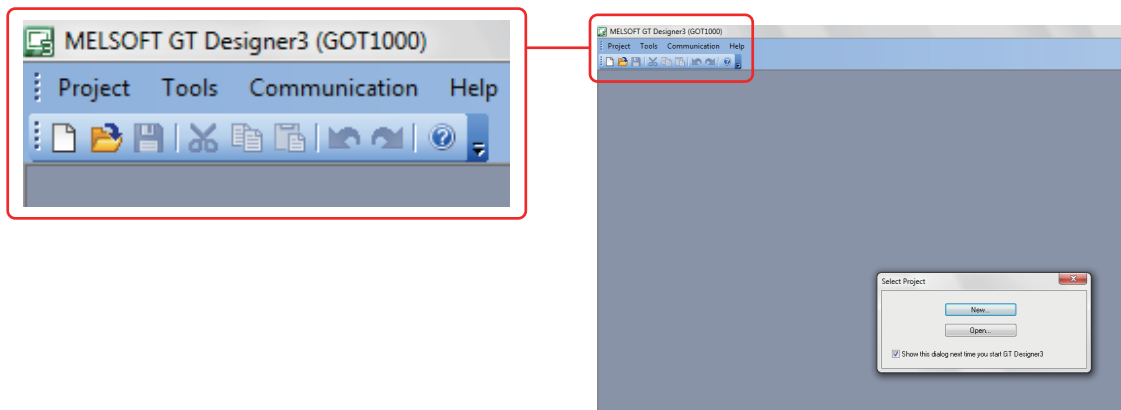 MELSOFT GT Designer3 (GOT1000)
Project Tools Communication Help
MELSOFT GT Designer3 (GOT1000)
Project Tools Communication Help
Select Project
New...
Open...
Show this dialog next time you start GT Designer3